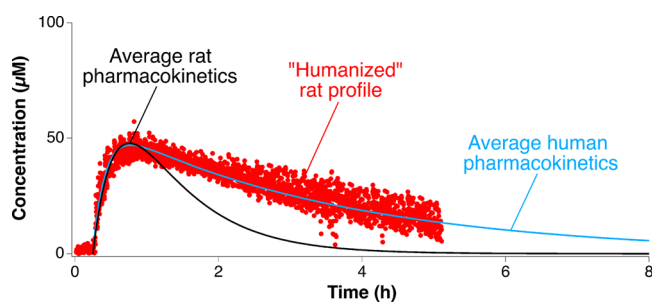 100
Average rat
pharmacokinetics
"Humanized"
rat profile
Average human
pharmacokinetics
Concentration (µM)
50
0
0
2
4
6
8
Time (h)